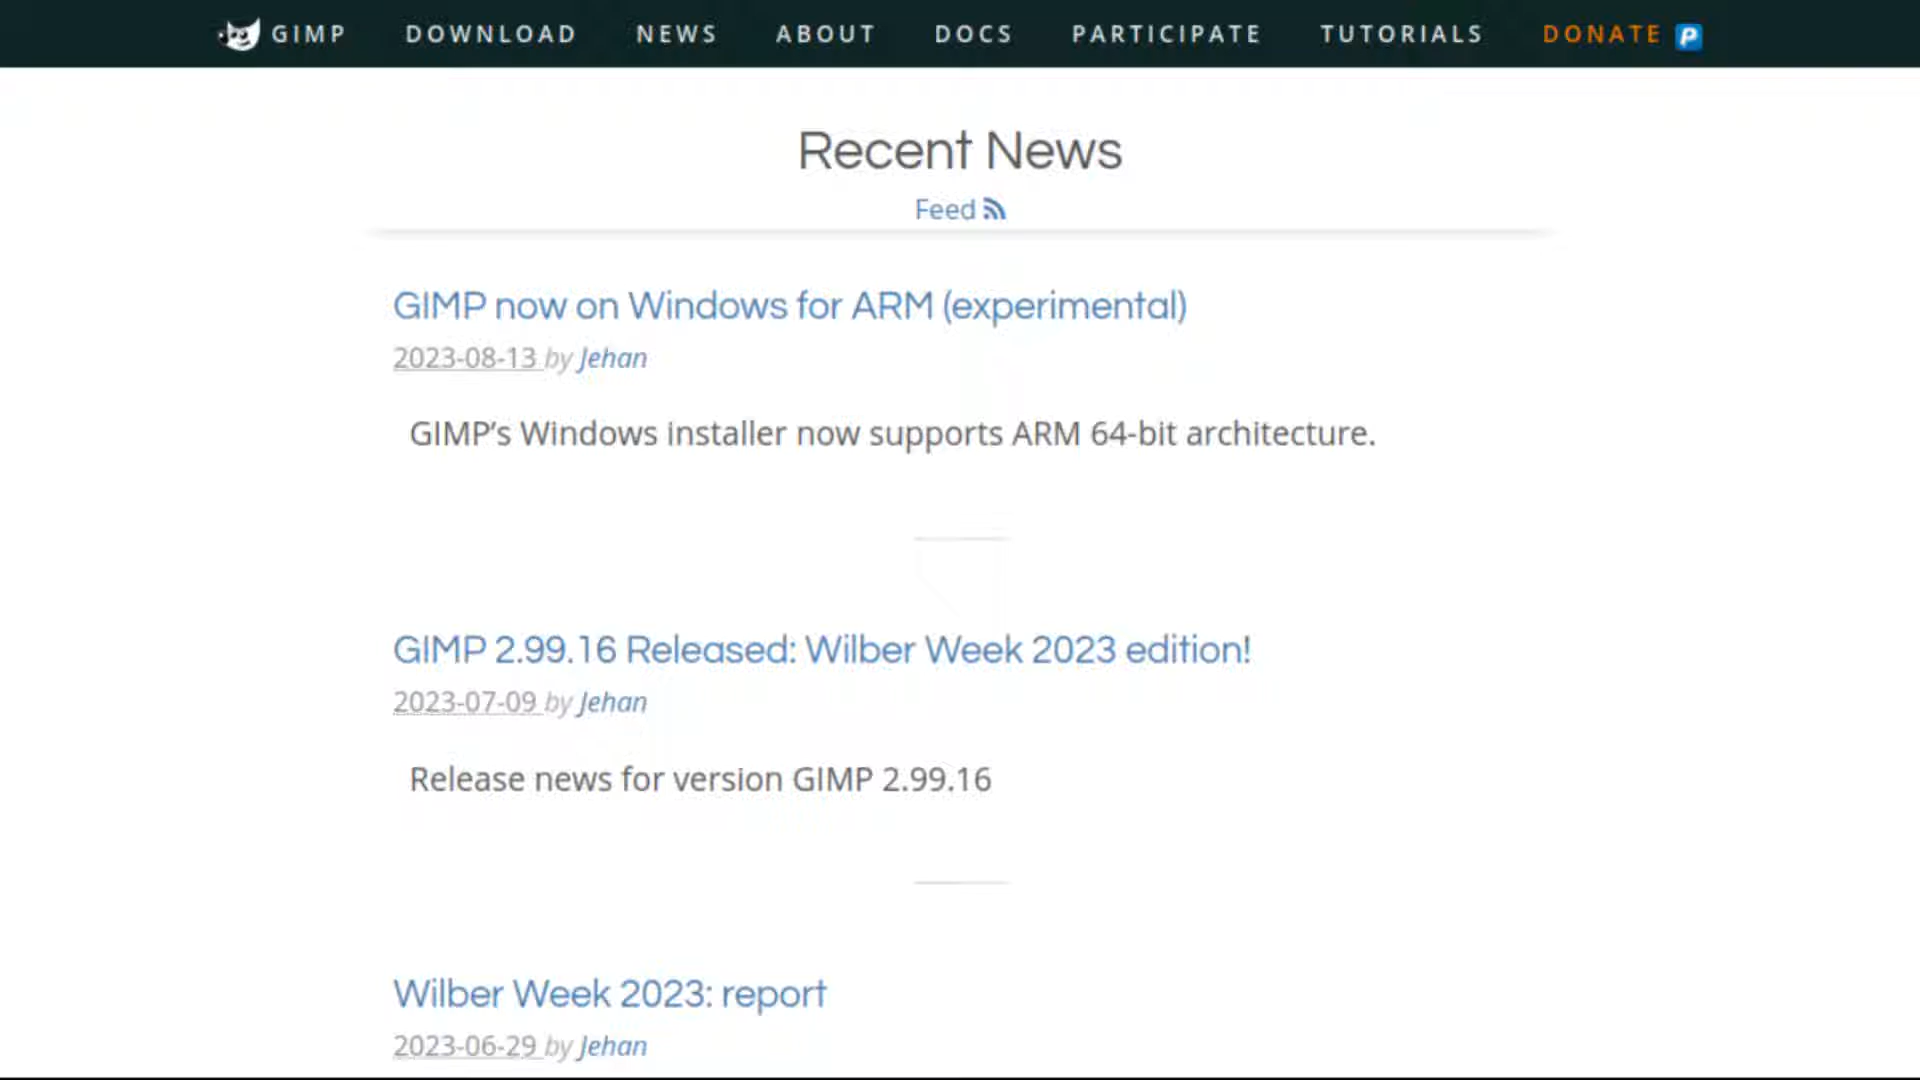 GIMP DOWNLOAD NEWS ABOUT DOCS PARTICIPATE TUTORIALS DONATE
Recent News
Feed
GIMP now on Windows for ARM (experimental)
2023-08-13 by Jehan
GIMP’s Windows installer now supports ARM 64-bit architecture.
GIMP 2.99.16 Released: Wilber Week 2023 edition!
2023-07-09 by Jehan
Release news for version GIMP 2.99.16
Wilber Week 2023: report
2023-06-29 by Jehan